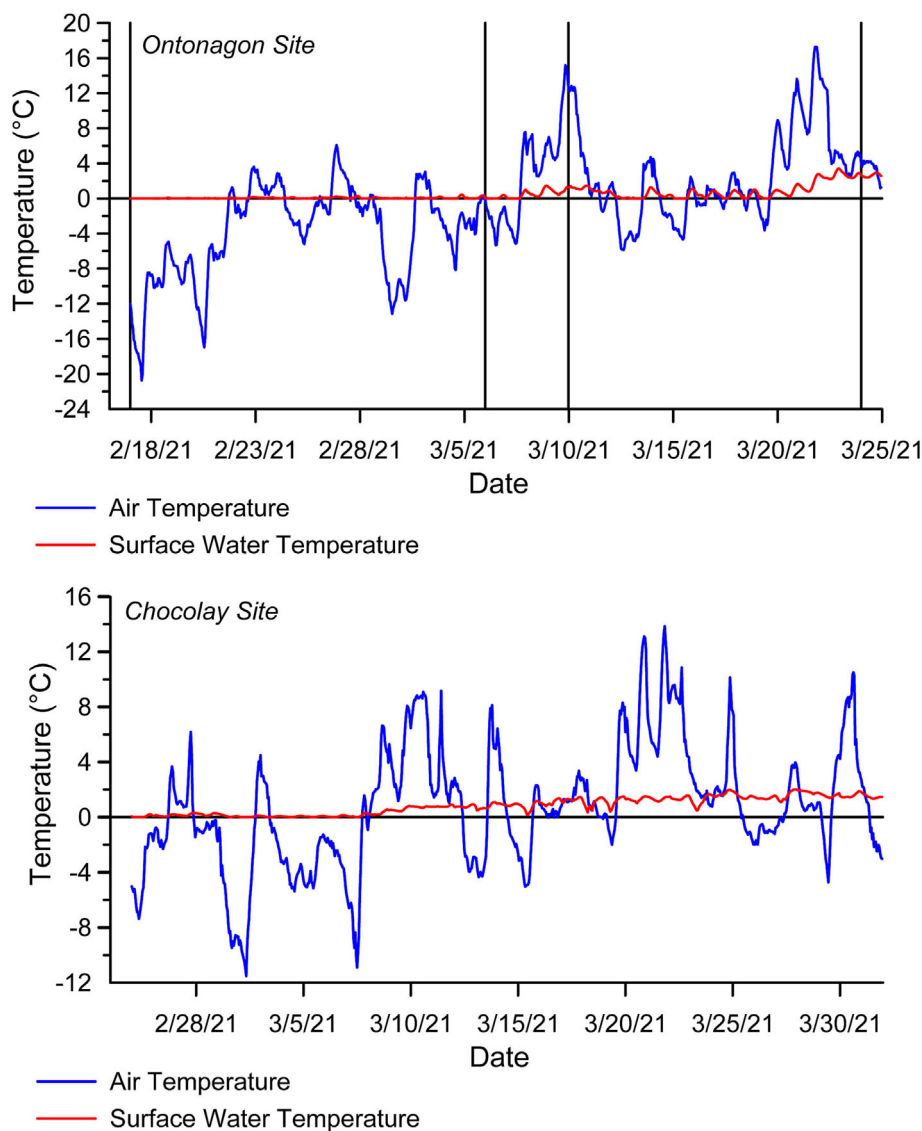 20
16
12
8
4
0
-4
-8
-12
-16
-20
-24
Temperature (°C)
Ontonagon Site
2/18/21 2/23/21 2/28/21 3/5/21 3/10/21 3/15/21 3/20/21 3/25/21
Date
Air Temperature
Surface Water Temperature
16
12
8
4
0
-4
-8
-12
Temperature (°C)
Chocolay Site
2/28/21 3/5/21 3/10/21 3/15/21 3/20/21 3/25/21 3/30/21
Date
Air Temperature
Surface Water Temperature